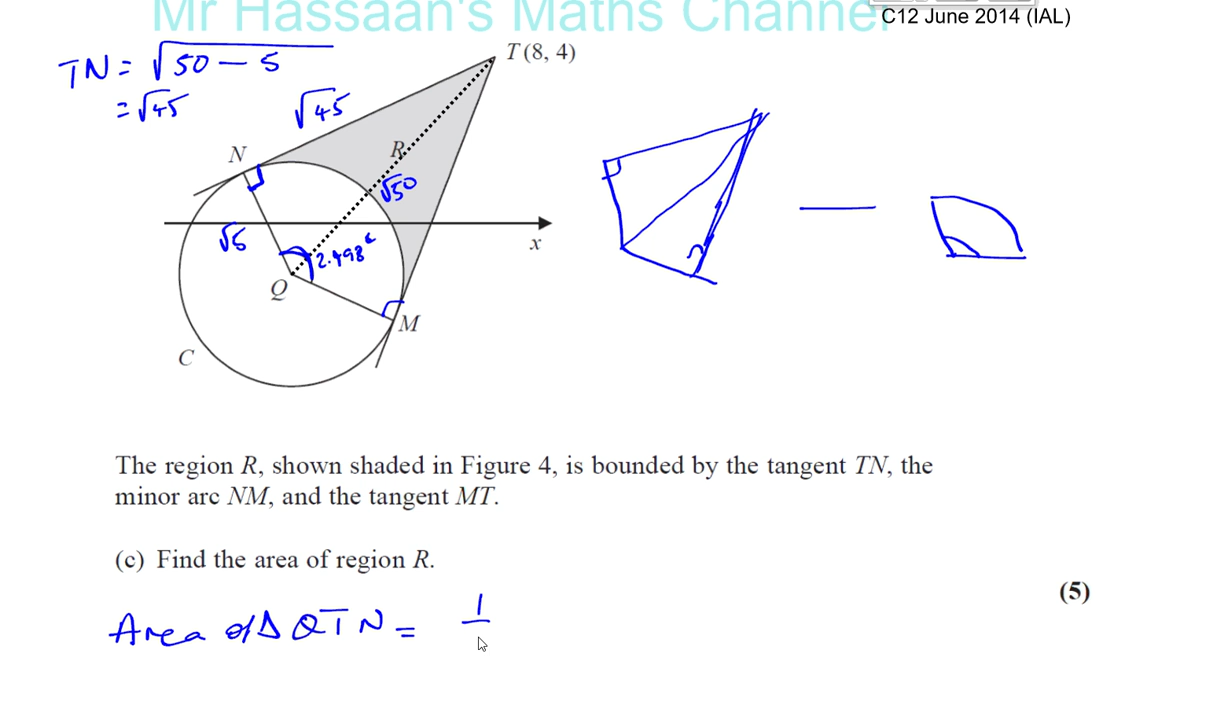 Mr Hassaan's Maths Channel
C12 June 2014 (IAL)
TN = √50 – 5
= √45
√45
T (8, 4)
N
R
√50
√5
2.498ᶜ
x
Q
M
C
The region R, shown shaded in Figure 4, is bounded by the tangent TN, the
minor arc NM, and the tangent MT.
(c) Find the area of region R.
(5)
Area of Δ QTN = 1